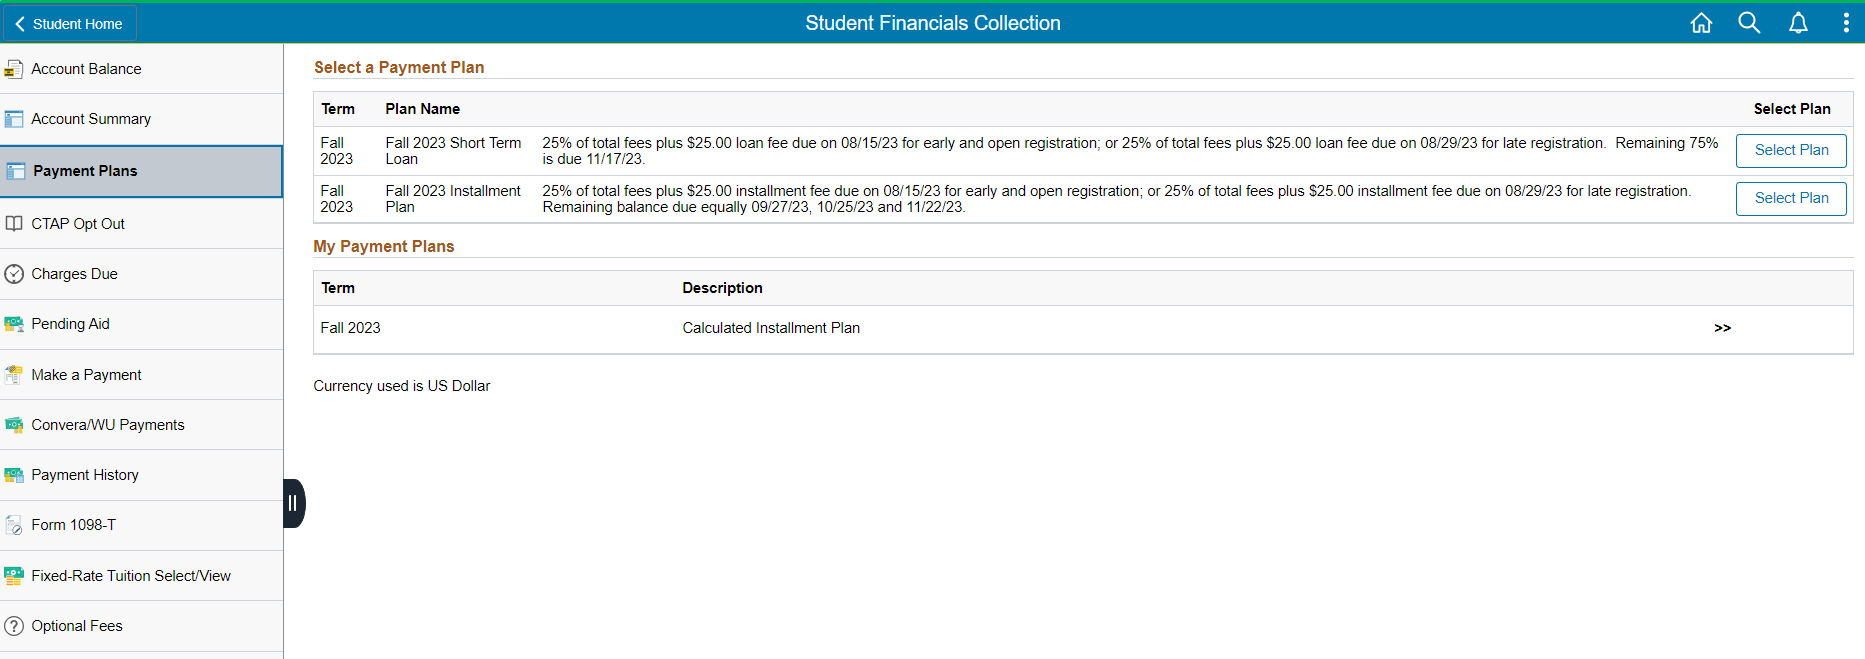 Student Home
Student Financials Collection
Account Balance
Account Summary
Payment Plans
CTAP Opt Out
Charges Due
Pending Aid
Make a Payment
Convera/WU Payments
Payment History
Form 1098-T
Fixed-Rate Tuition Select/View
Optional Fees
Select a Payment Plan
Term Plan Name Select Plan
Fall 2023 Fall 2023 Short Term Loan 25% of total fees plus $25.00 loan fee due on 08/15/23 for early and open registration; or 25% of total fees plus $25.00 loan fee due on 08/29/23 for late registration. Remaining 75% is due 11/17/23. Select Plan
Fall 2023 Fall 2023 Installment Plan 25% of total fees plus $25.00 installment fee due on 08/15/23 for early and open registration; or 25% of total fees plus $25.00 installment fee due on 08/29/23 for late registration. Remaining balance due equally 09/27/23, 10/25/23 and 11/22/23. Select Plan
My Payment Plans
Term Description
Fall 2023 Calculated Installment Plan >>
Currency used is US Dollar